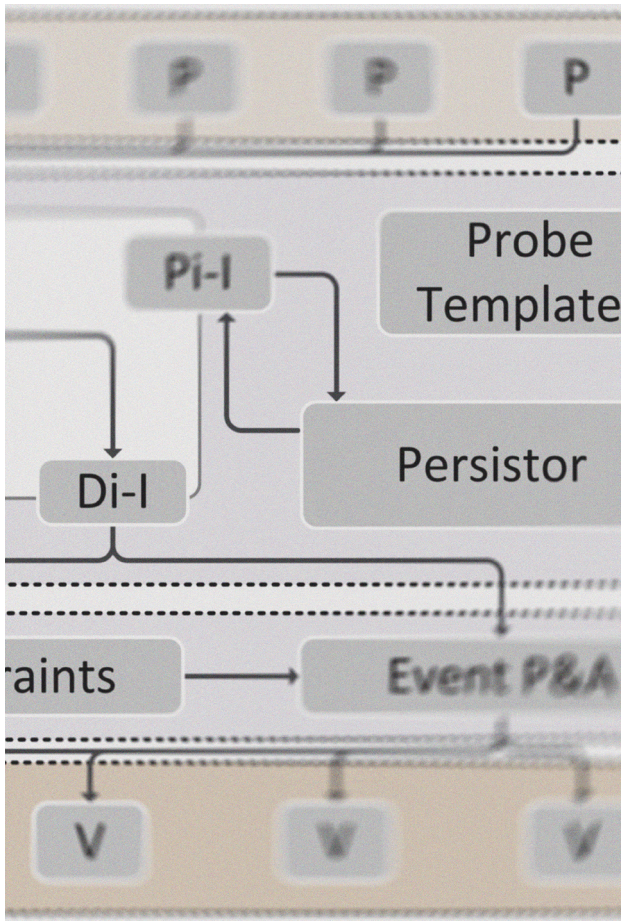 P
P
P
Pi-I
Probe
Template
Persistor
Di-I
raints
Event P&A
V
V